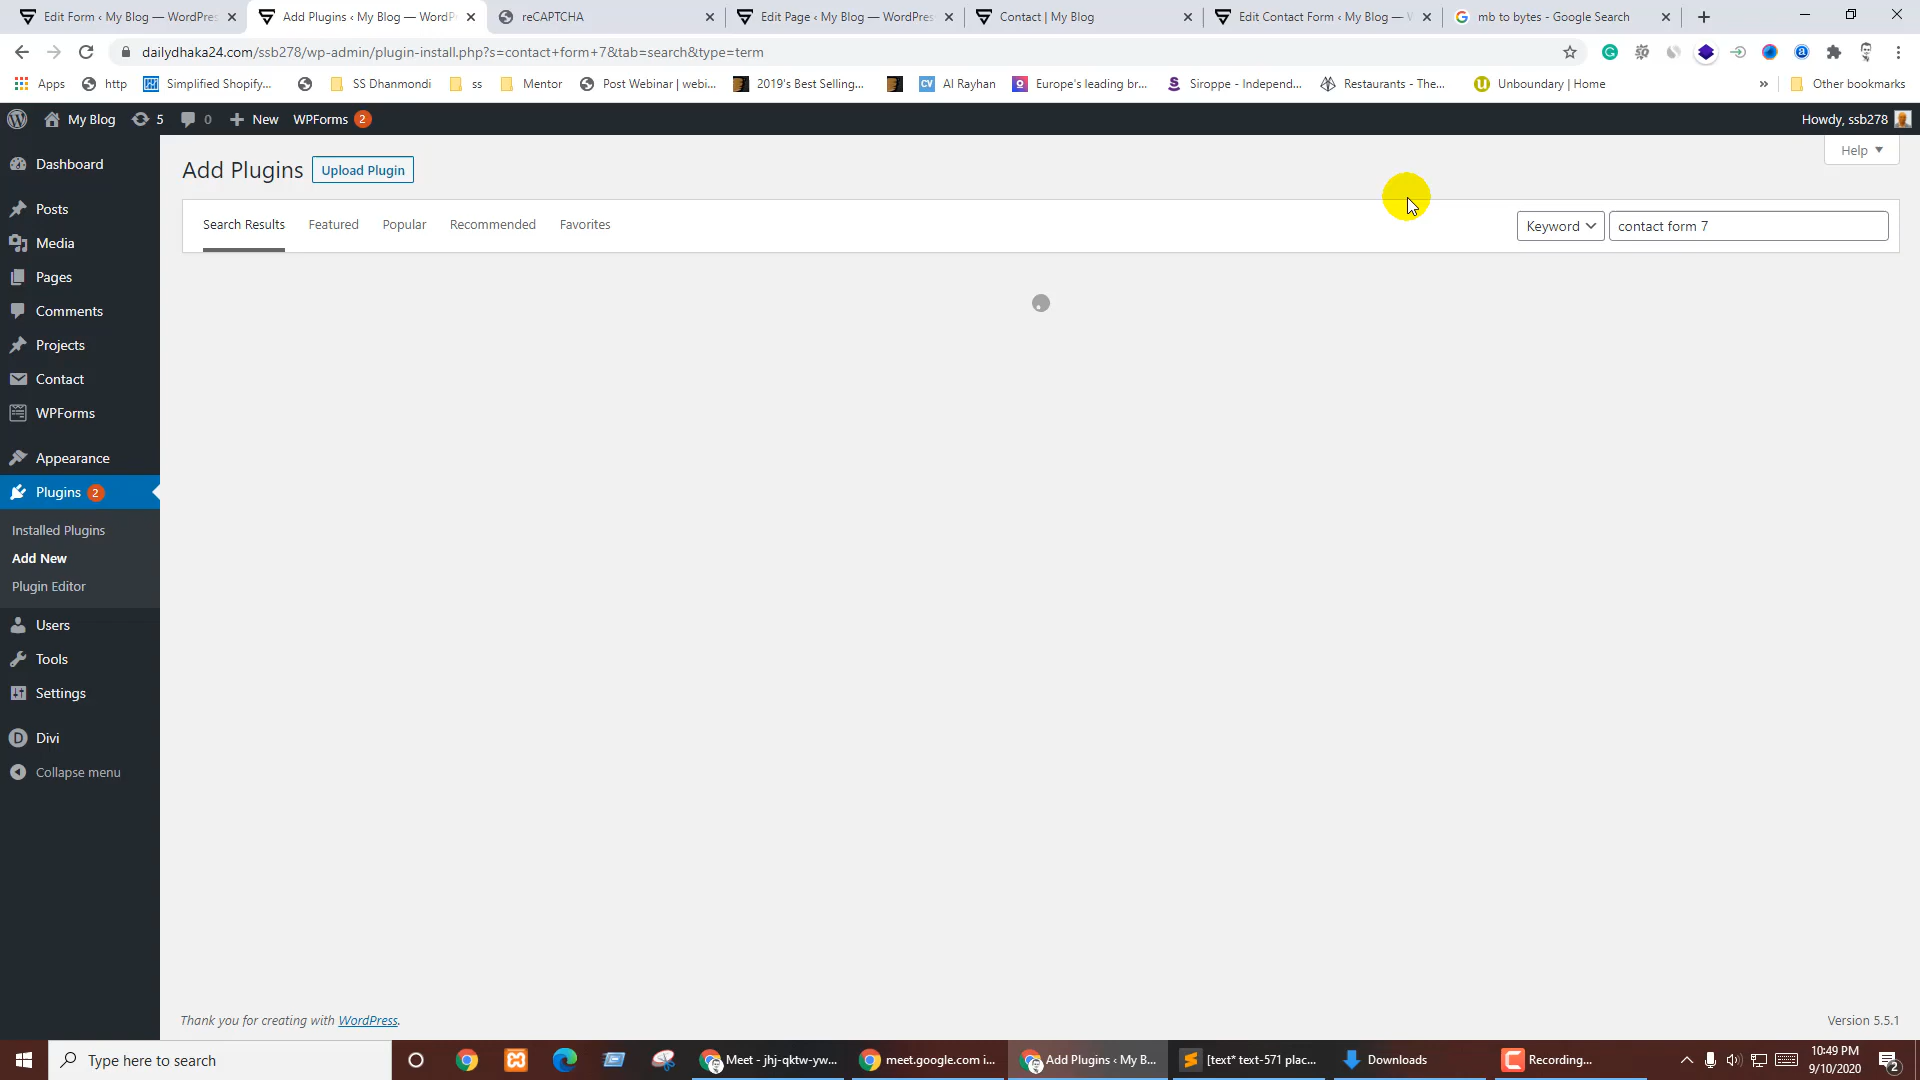 Edit Form ‹ My Blog — WordPres
Add Plugins ‹ My Blog — WordP
reCAPTCHA
Edit Page ‹ My Blog — WordPres
Contact | My Blog
Edit Contact Form ‹ My Blog —
mb to bytes - Google Search
dailydhaka24.com/ssb278/wp-admin/plugin-install.php?s=contact+form+7&tab=search&type=term
Apps
http
Simplified Shopify...
SS Dhanmondi
ss
Mentor
Post Webinar | webi...
2019's Best Selling...
CV Al Rayhan
Europe's leading br...
Siroppe - Independ...
Restaurants - The...
Unboundary | Home
»
Other bookmarks
My Blog
5
0
New
WPForms 2
Howdy, ssb278
Help
Add Plugins
Upload Plugin
Search Results
Featured
Popular
Recommended
Favorites
Keyword
contact form 7
Dashboard
Posts
Media
Pages
Comments
Projects
Contact
WPForms
Appearance
Plugins 2
Installed Plugins
Add New
Plugin Editor
Users
Tools
Settings
Divi
Collapse menu
Thank you for creating with WordPress.
Version 5.5.1
Type here to search
Meet - jhj-qktw-yw...
meet.google.com i...
Add Plugins ‹ My B...
[text* text-571 plac...
Downloads
Recording...
10:49 PM
9/10/2020
2